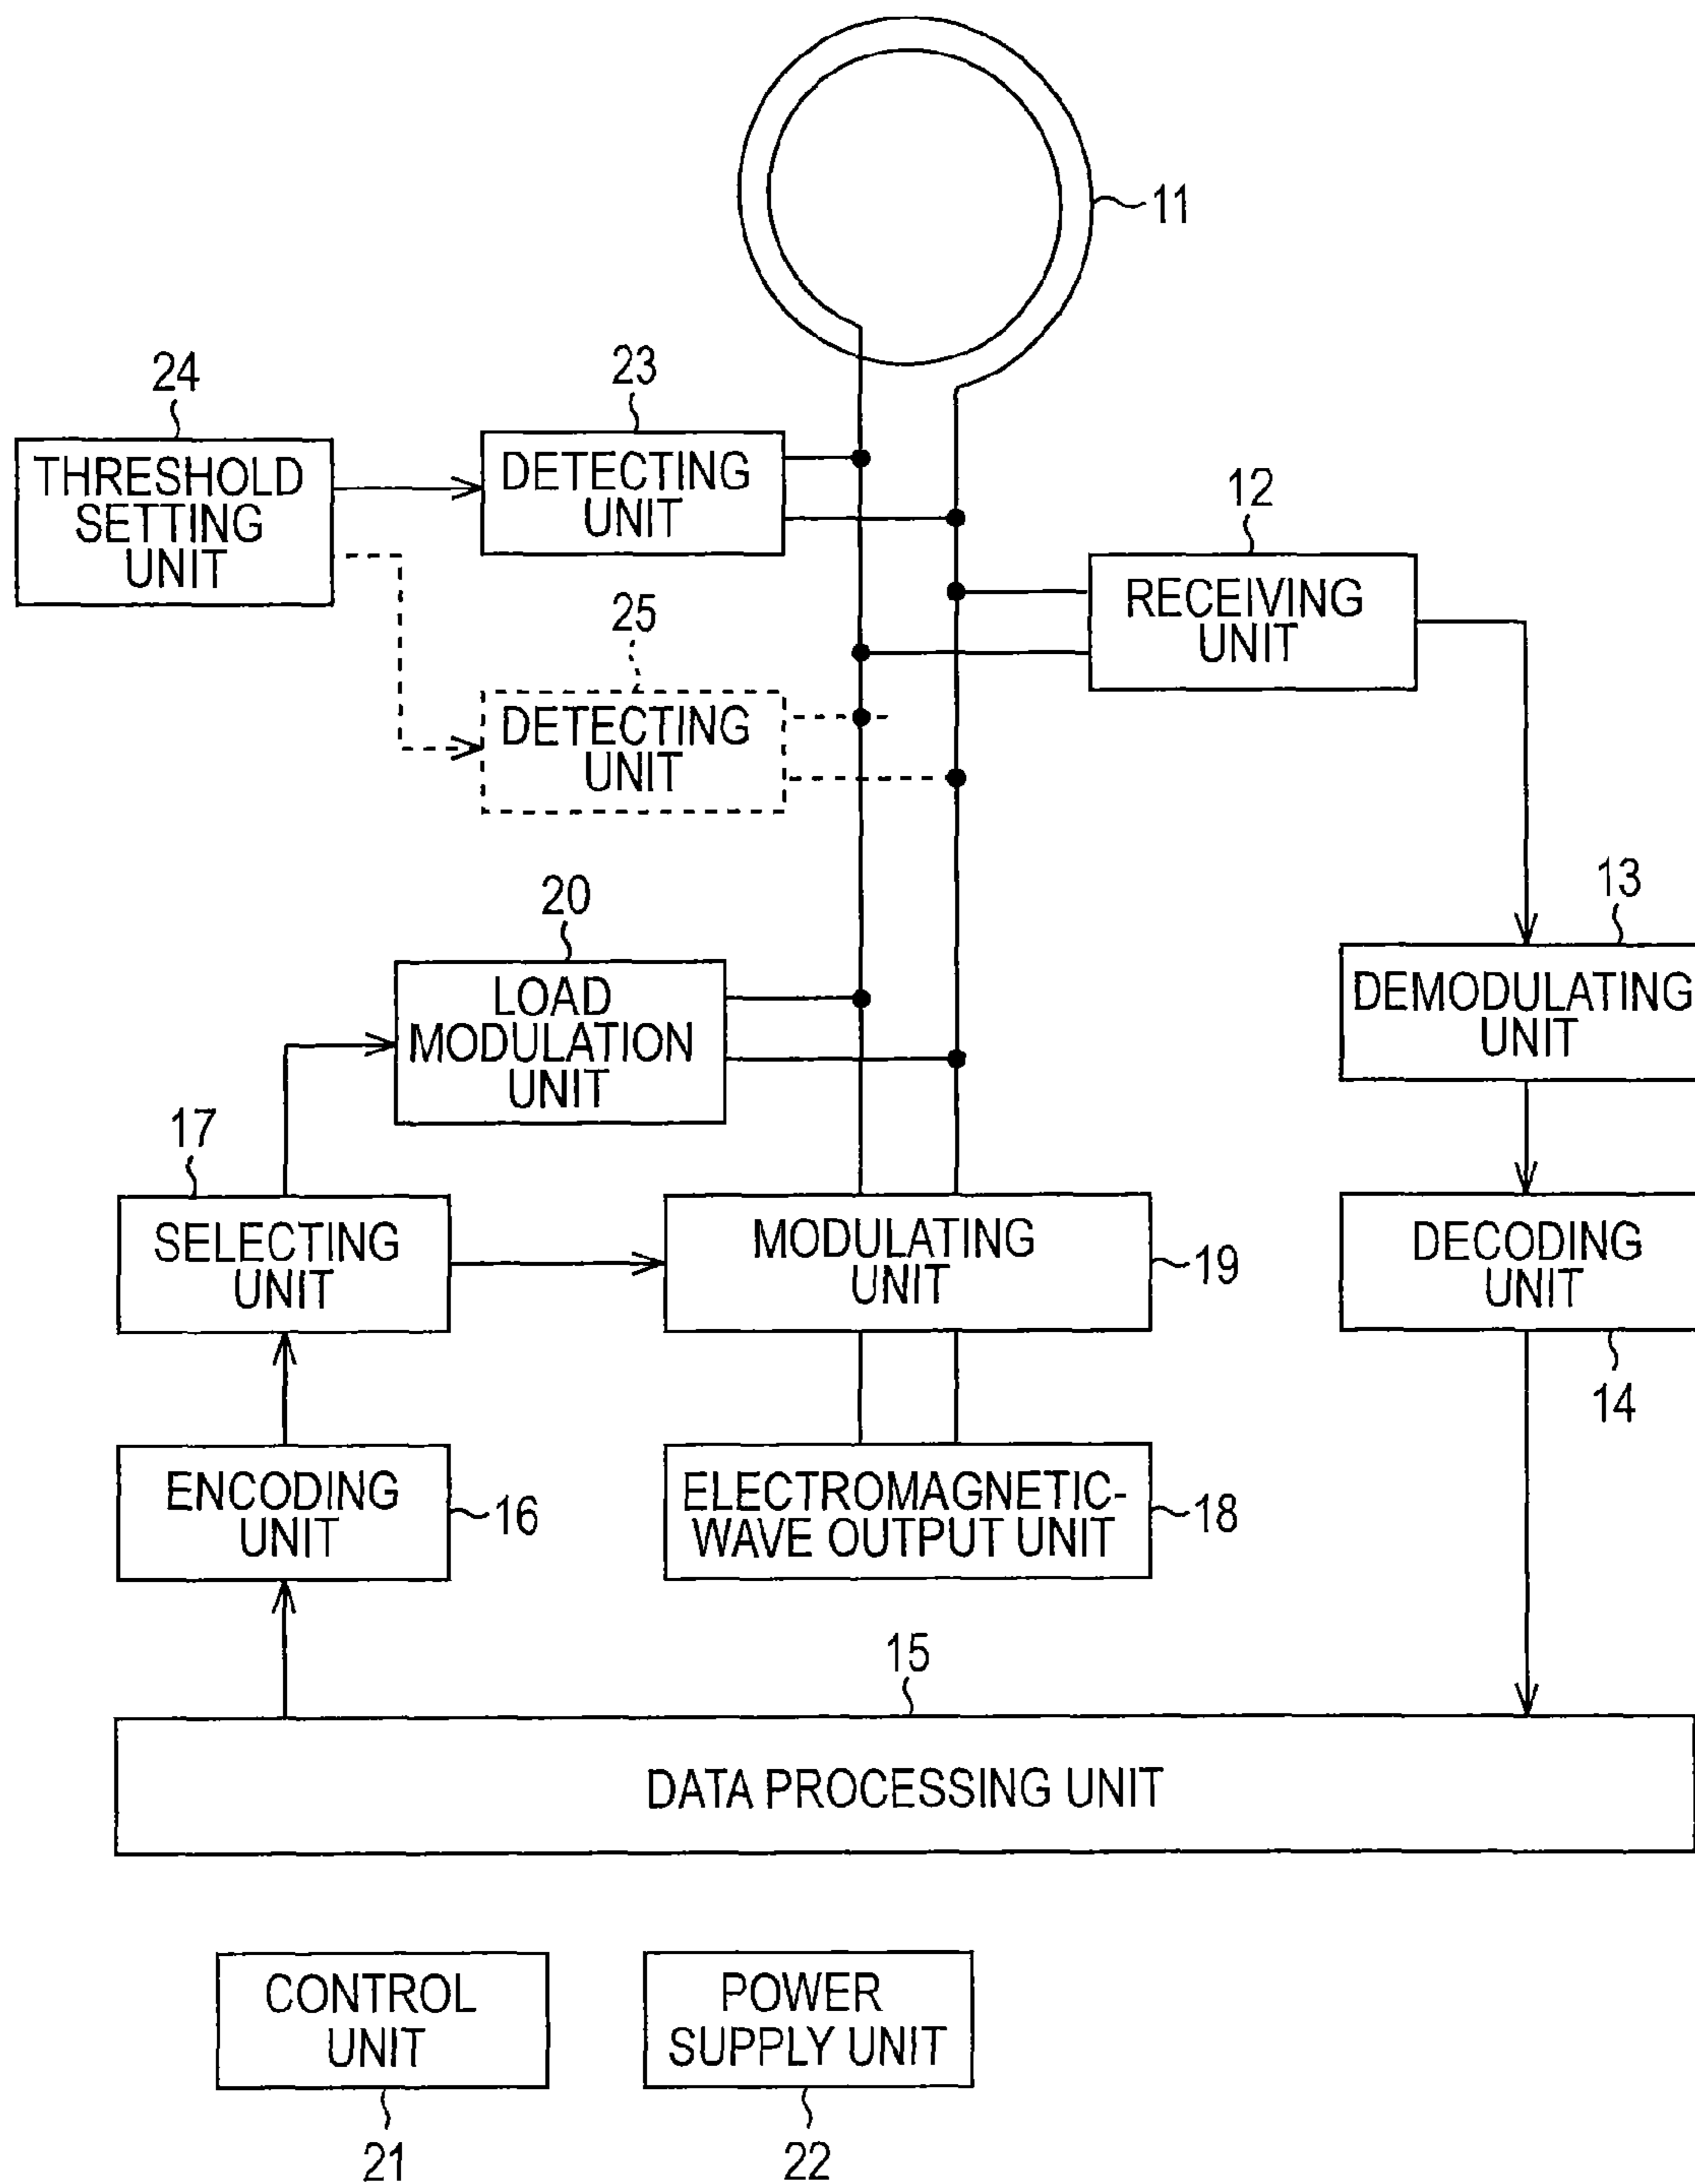 11
24
23
THRESHOLD
SETTING
UNIT
DETECTING
UNIT
12
RECEIVING
UNIT
25
DETECTING
UNIT
13
20
DEMODULATING
UNIT
LOAD
MODULATION
UNIT
17
SELECTING
UNIT
MODULATING
UNIT
19
DECODING
UNIT
14
ENCODING
UNIT
16
ELECTROMAGNETIC-
WAVE OUTPUT UNIT
18
15
DATA PROCESSING UNIT
CONTROL
UNIT
POWER
SUPPLY UNIT
21
22